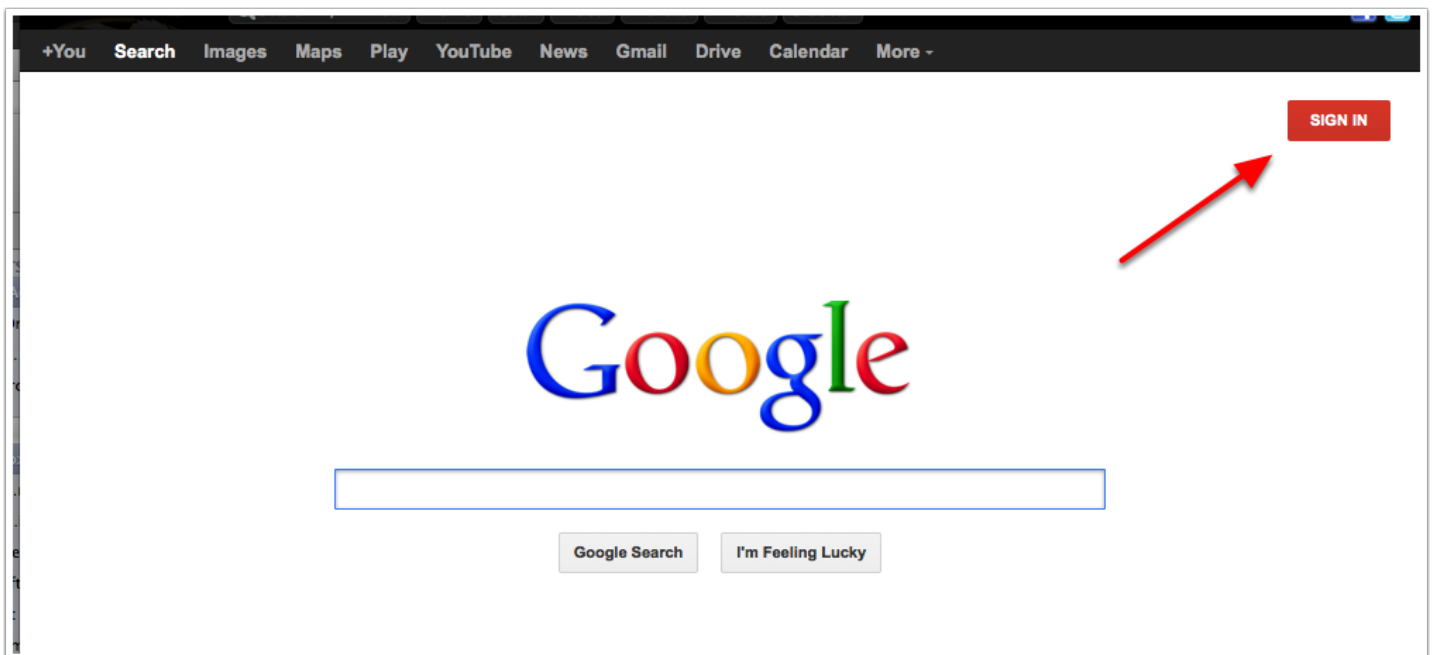 +You Search Images Maps Play YouTube News Gmail Drive Calendar More
SIGN IN
Google
Google Search I'm Feeling Lucky